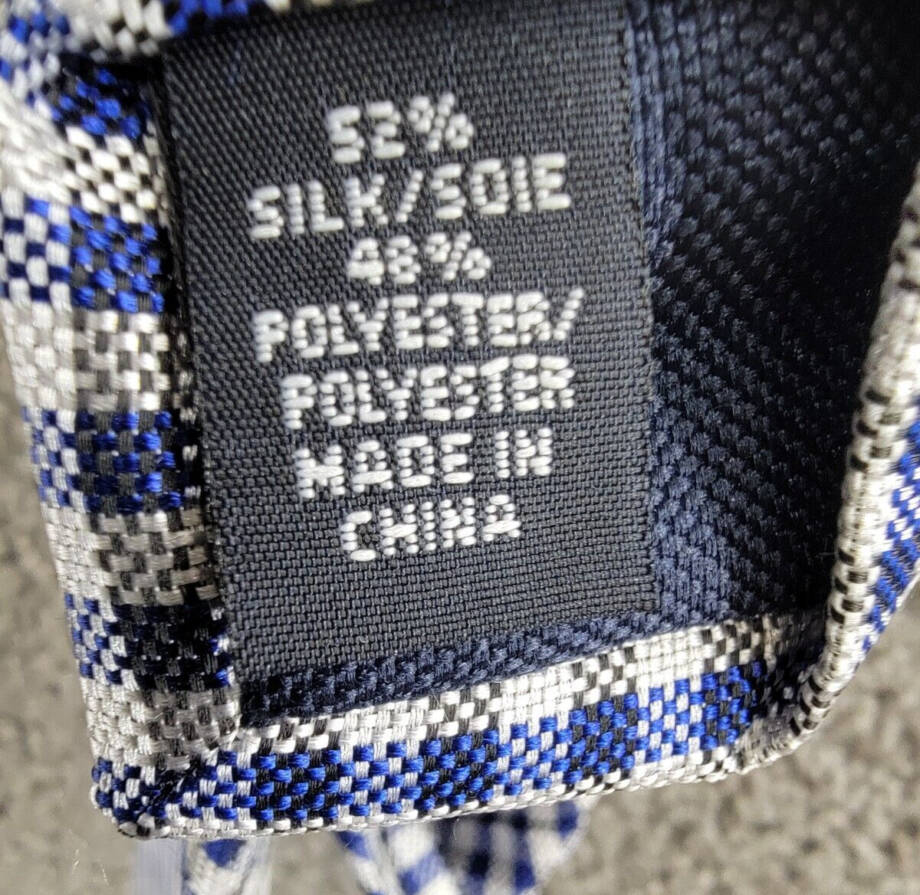 52%
SILK/SOIE
48%
POLYESTER/
POLYESTER
MADE IN
CHINA